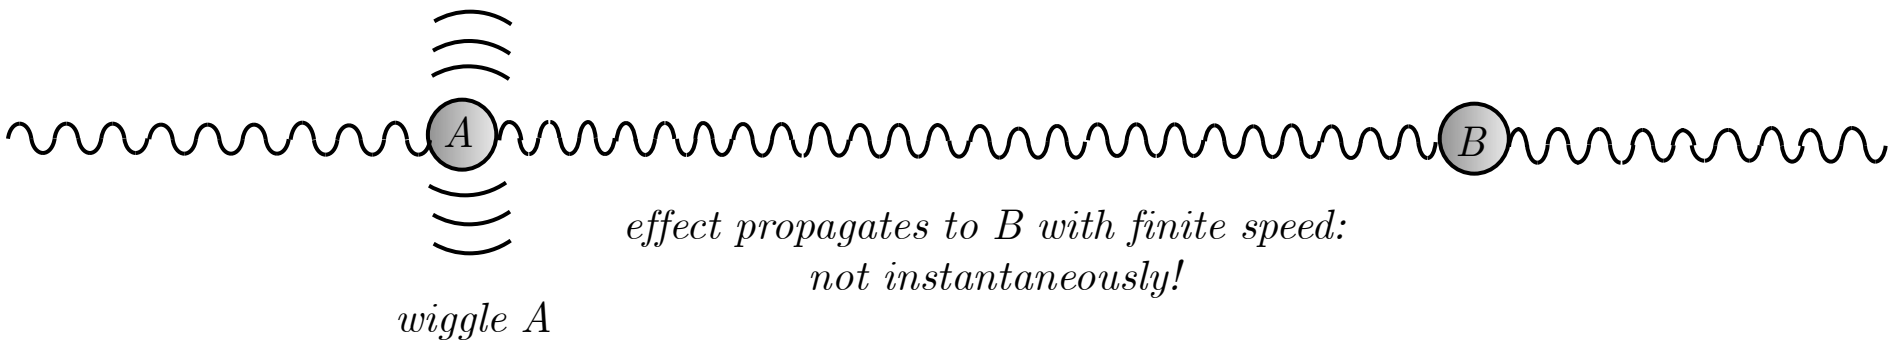 A
B
effect propagates to B with finite speed:
not instantaneously!
wiggle A